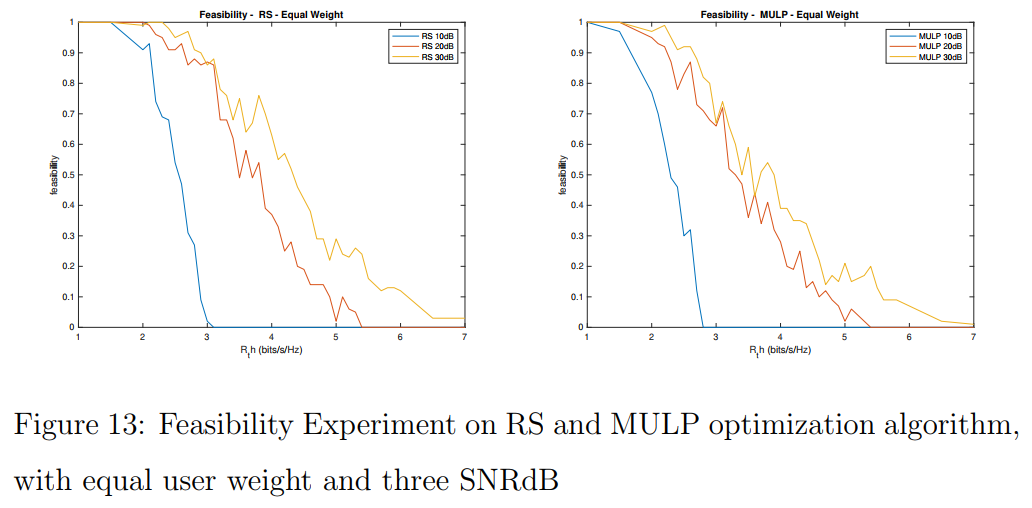 Feasibility - RS - Equal Weight
RS 10dB
RS 20dB
RS 30dB
feasibility
1
0.9
0.8
0.7
0.6
0.5
0.4
0.3
0.2
0.1
0
1 2 3 4 5 6 7
R_th (bits/s/Hz)
Feasibility - MULP - Equal Weight
MULP 10dB
MULP 20dB
MULP 30dB
feasibility
1
0.9
0.8
0.7
0.6
0.5
0.4
0.3
0.2
0.1
0
1 2 3 4 5 6 7
R_th (bits/s/Hz)
Figure 13: Feasibility Experiment on RS and MULP optimization algorithm,
with equal user weight and three SNRdB